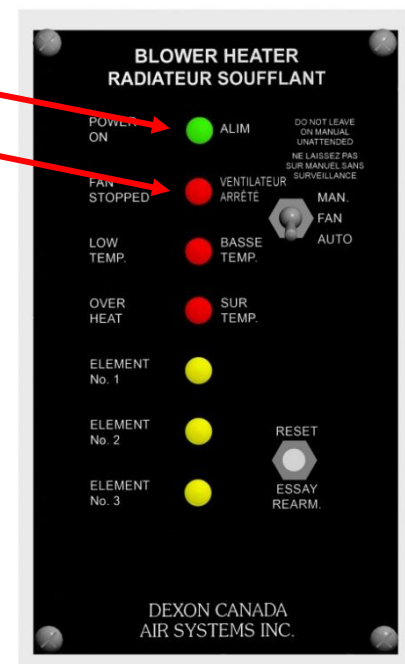 BLOWER HEATER
RADIATEUR SOUFFLANT
POWER
ON
ALIM
DO NOT LEAVE
ON MANUAL
UNATTENDED
NE LAISSEZ PAS
SUR MANUEL SANS
SURVEILLANCE
FAN
STOPPED
VENTILATEUR
ARRÉTÉ
MAN.
FAN
AUTO
LOW
TEMP.
BASSE
TEMP.
OVER
HEAT
SUR
TEMP.
ELEMENT
No. 1
ELEMENT
No. 2
RESET
ELEMENT
No. 3
ESSAY
REARM.
DEXON CANADA
AIR SYSTEMS INC.